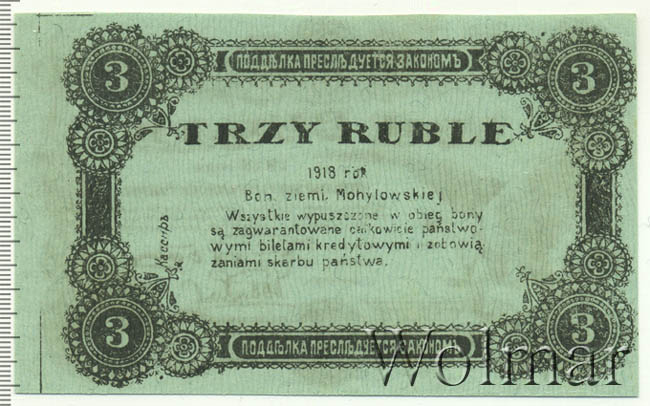 ПОДДѢЛКА ПРЕСЛѢДУЕТСЯ ЗАКОНОМЪ
3 3
TRZY RUBLE
1918 rok
Bon. ziemi. Mohylowskiej
Wszystkie wypuszczone w obieg bony
są zagwarantowane całkowicie państwo-
wymi biletami kredytowymi i zobowią
zaniami skarbu państwa.
Кассиръ
3 3
ПОДДѢЛКА ПРЕСЛѢДУЕТСЯ ЗАКОНОМЪ
Wolmar